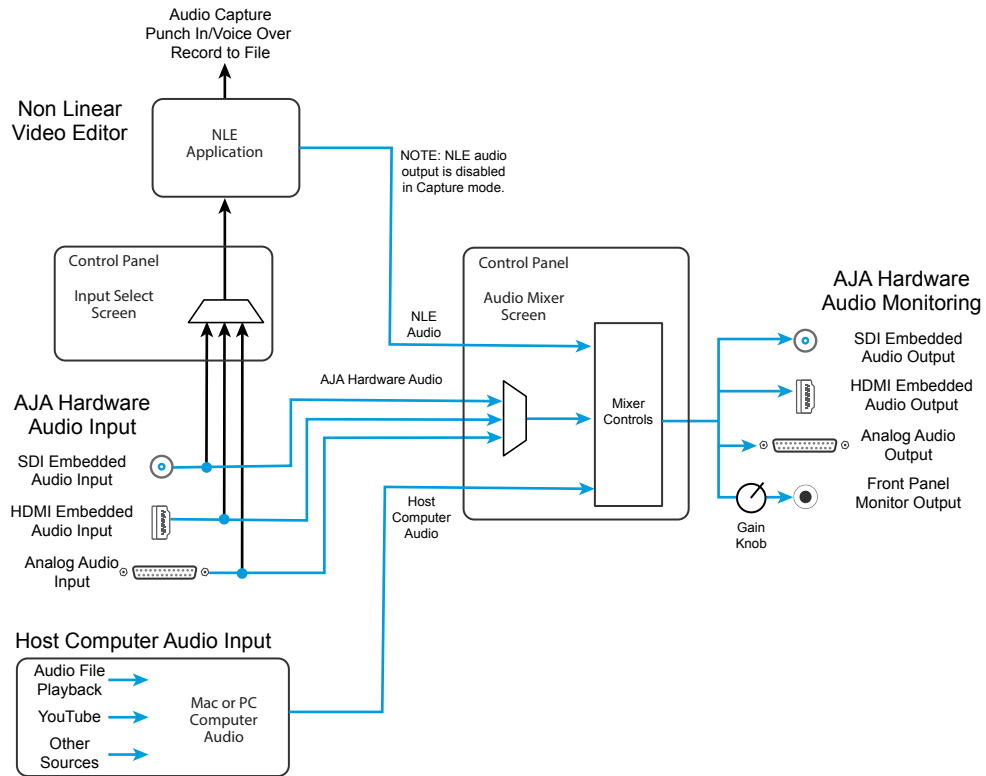 Audio Capture
Punch In/Voice Over
Record to File
Non Linear
Video Editor
NLE
Application
NOTE: NLE audio
output is disabled
in Capture mode.
Control Panel
Input Select
Screen
Control Panel
Audio Mixer
Screen
NLE
Audio
AJA Hardware Audio
Mixer
Controls
Host
Computer
Audio
AJA Hardware
Audio Monitoring
SDI Embedded
Audio Output
HDMI Embedded
Audio Output
Analog Audio
Output
Front Panel
Monitor Output
Gain
Knob
AJA Hardware
Audio Input
SDI Embedded
Audio Input
HDMI Embedded
Audio Input
Analog Audio
Input
Host Computer Audio Input
Audio File
Playback
YouTube
Other
Sources
Mac or PC
Computer
Audio